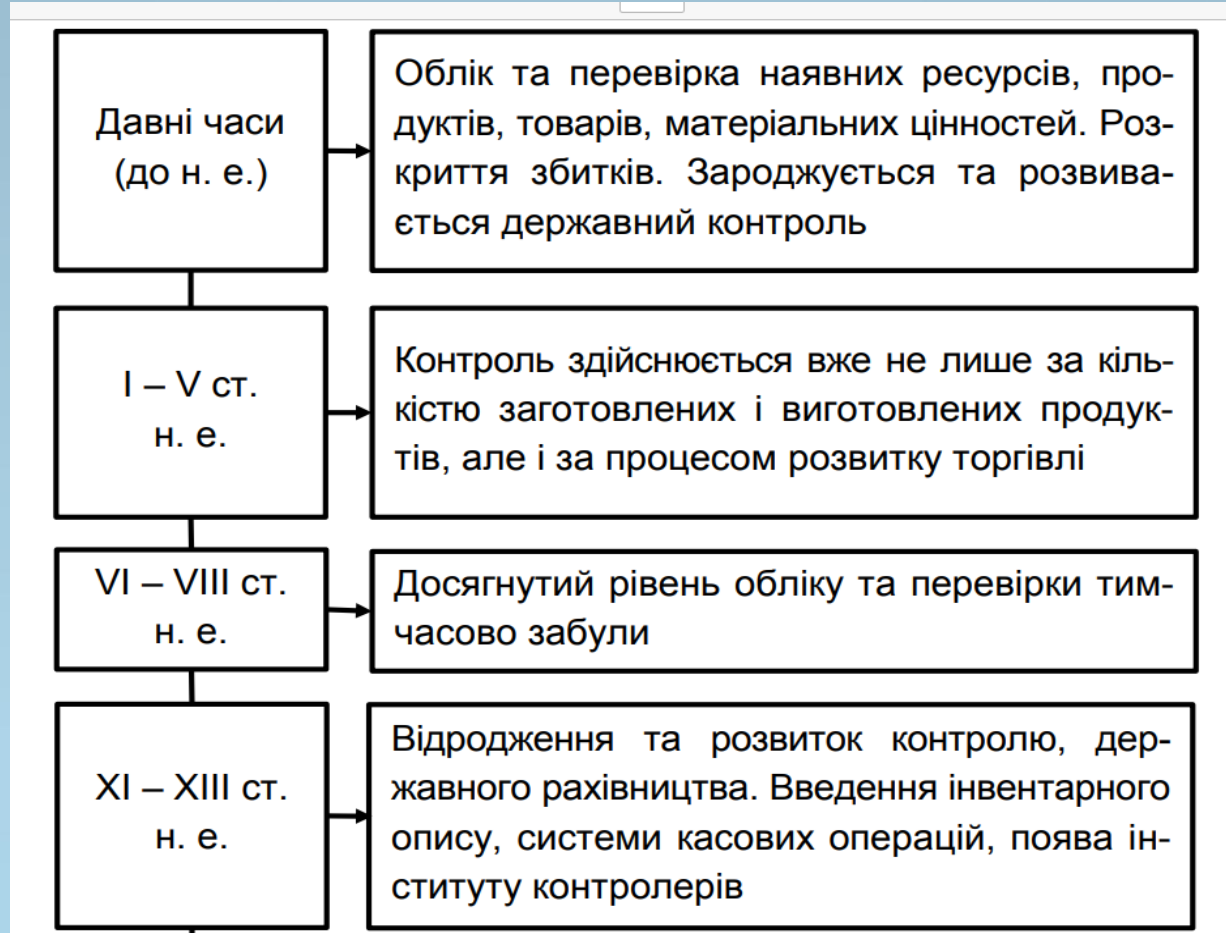 Давні часи
(до н. е.)
Облік та перевірка наявних ресурсів, про-
дуктів, товарів, матеріальних цінностей. Роз-
криття збитків. Зароджується та розвива-
ється державний контроль
I – V ст.
н. е.
Контроль здійснюється вже не лише за кіль-
кістю заготовлених і виготовлених продук-
тів, але і за процесом розвитку торгівлі
VI – VIII ст.
н. е.
Досягнутий рівень обліку та перевірки тим-
часово забули
XI – XIII ст.
н. е.
Відродження та розвиток контролю, дер-
жавного рахівництва. Введення інвентарного
опису, системи касових операцій, поява ін-
ституту контролерів